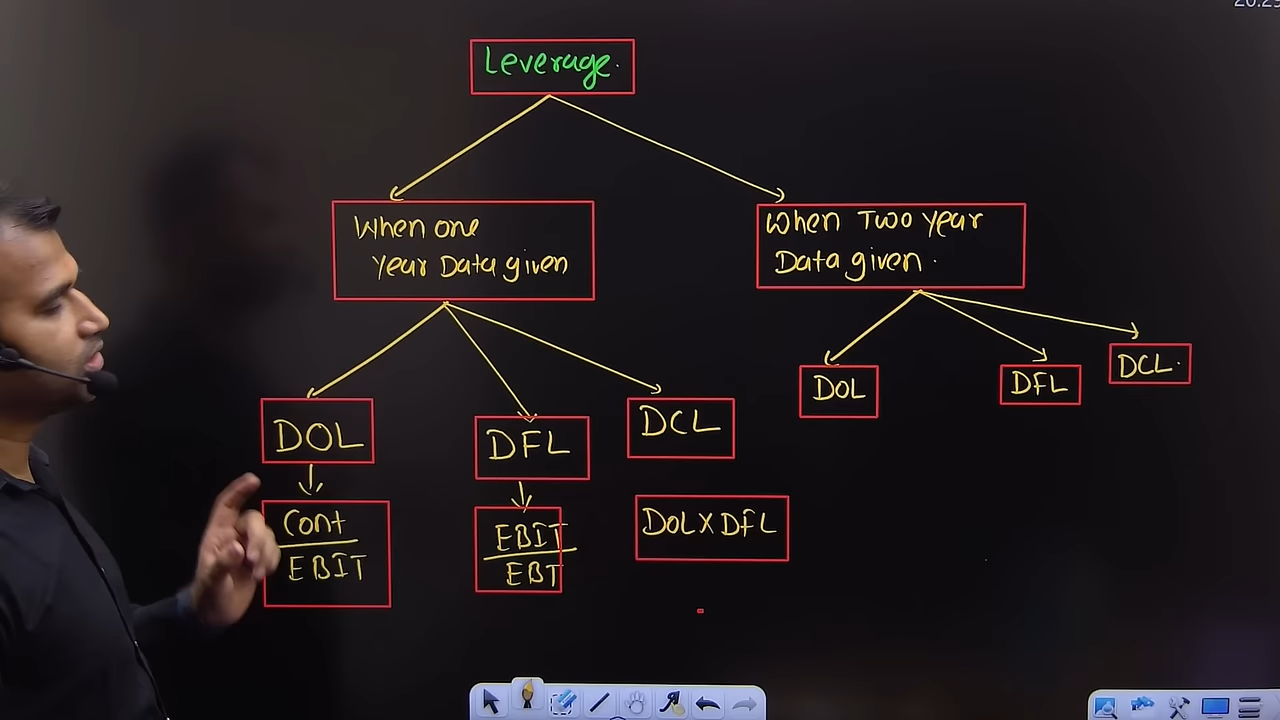 Leverage.
When one
Year Data given
When Two year
Data given.
DOL
DFL
DCL.
DOL
DFL
DCL
Cont
EBIT
EBIT
EBT
DOL X DFL